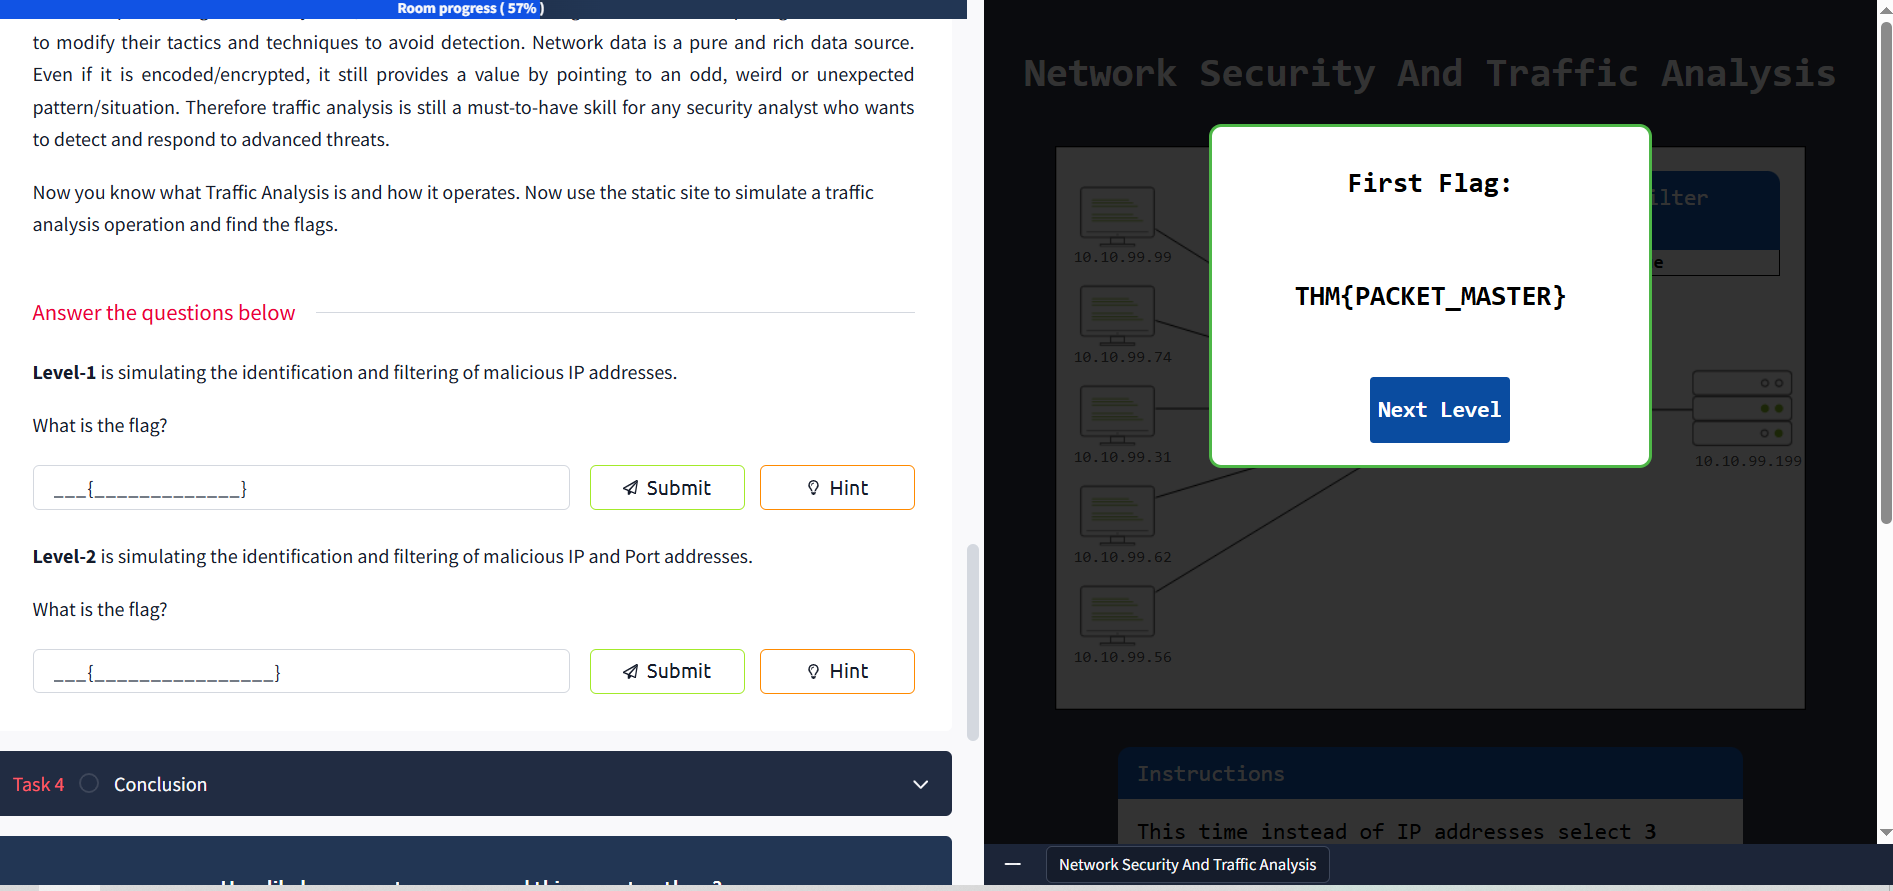 Room progress ( 57% )
to modify their tactics and techniques to avoid detection. Network data is a pure and rich data source.
Even if it is encoded/encrypted, it still provides a value by pointing to an odd, weird or unexpected
pattern/situation. Therefore traffic analysis is still a must-to-have skill for any security analyst who wants
to detect and respond to advanced threats.
Now you know what Traffic Analysis is and how it operates. Now use the static site to simulate a traffic
analysis operation and find the flags.
Answer the questions below
Level-1 is simulating the identification and filtering of malicious IP addresses.
What is the flag?
___{_____________}
Submit
Hint
Level-2 is simulating the identification and filtering of malicious IP and Port addresses.
What is the flag?
___{________________}
Submit
Hint
Task 4
Conclusion
Network Security And Traffic Analysis
First Flag:
THM{PACKET_MASTER}
Next Level
ilter
e
10.10.99.99
10.10.99.74
10.10.99.31
10.10.99.62
10.10.99.56
10.10.99.199
Instructions
This time instead of IP addresses select 3
Network Security And Traffic Analysis